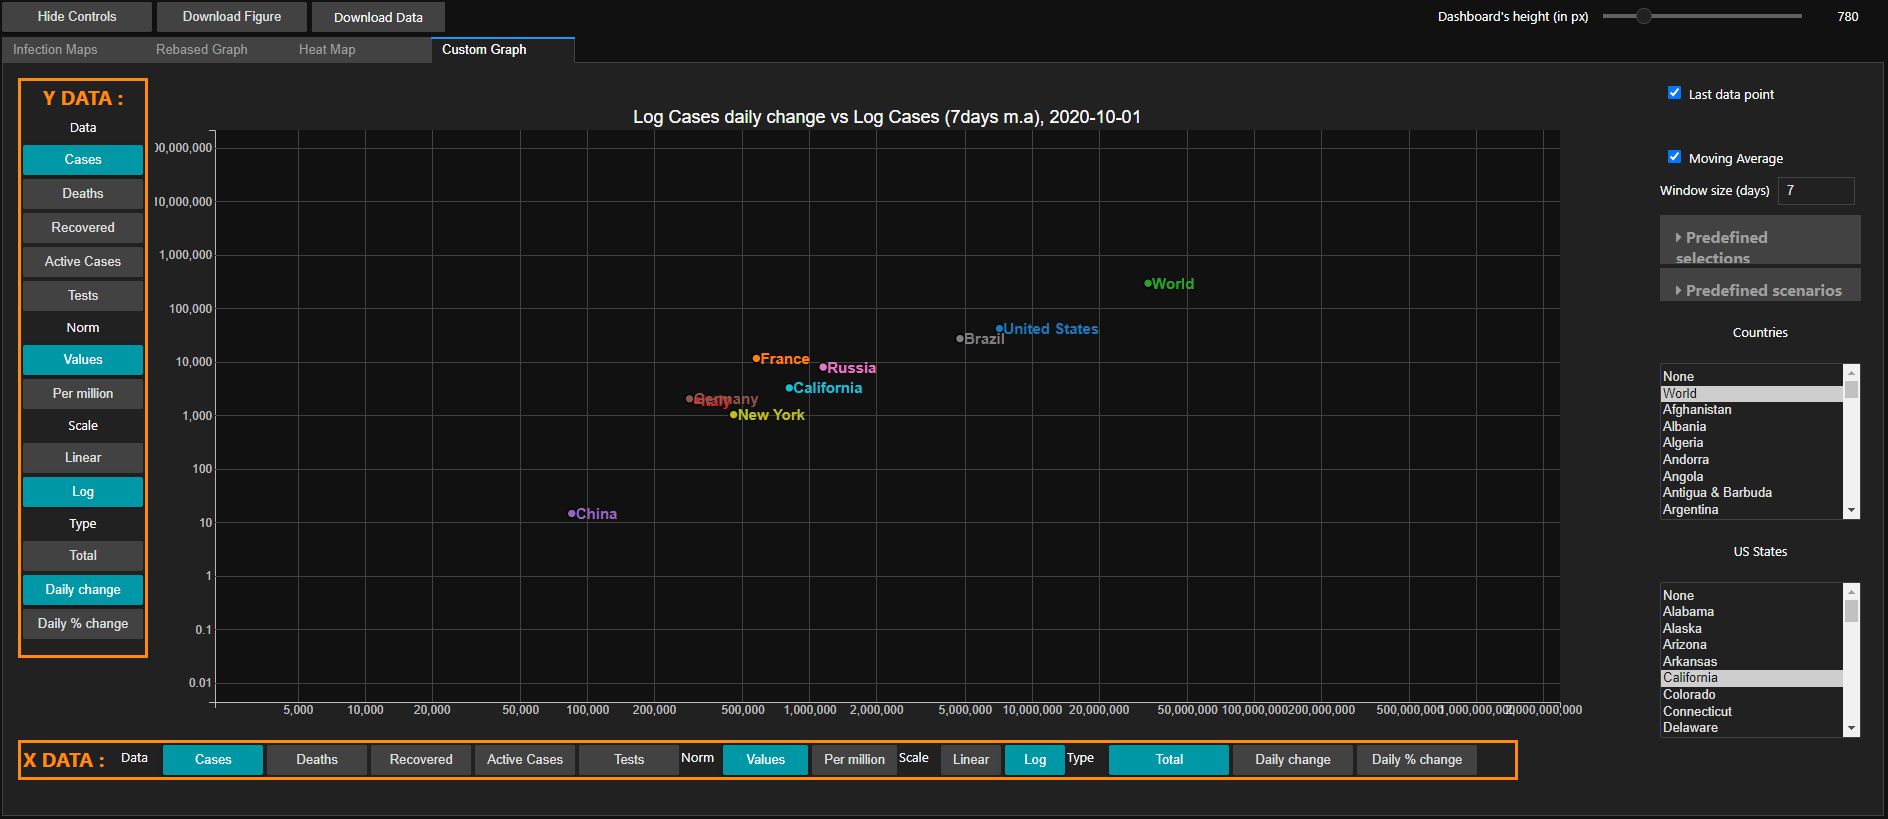 Hide Controls
Download Figure
Download Data
Dashboard's height (in px)
780
Infection Maps
Rebased Graph
Heat Map
Custom Graph
Y DATA :
Data
Cases
Deaths
Recovered
Active Cases
Tests
Norm
Values
Per million
Scale
Linear
Log
Type
Total
Daily change
Daily % change
Log Cases daily change vs Log Cases (7days m.a), 2020-10-01
00,000,000
10,000,000
1,000,000
100,000
10,000
1,000
100
10
1
0.1
0.01
World
United States
Brazil
France
Russia
California
Germany
Italy
New York
China
5,000
10,000
20,000
50,000
100,000
200,000
500,000
1,000,000
2,000,000
5,000,000
10,000,000
20,000,000
50,000,000
100,000,000
200,000,000
500,000,000
1,000,000,000
2,000,000,000
Last data point
Moving Average
Window size (days)
7
Predefined
selections
Predefined scenarios
Countries
None
World
Afghanistan
Albania
Algeria
Andorra
Angola
Antigua & Barbuda
Argentina
US States
None
Alabama
Alaska
Arizona
Arkansas
California
Colorado
Connecticut
Delaware
X DATA :
Data
Cases
Deaths
Recovered
Active Cases
Tests
Norm
Values
Per million
Scale
Linear
Log
Type
Total
Daily change
Daily % change